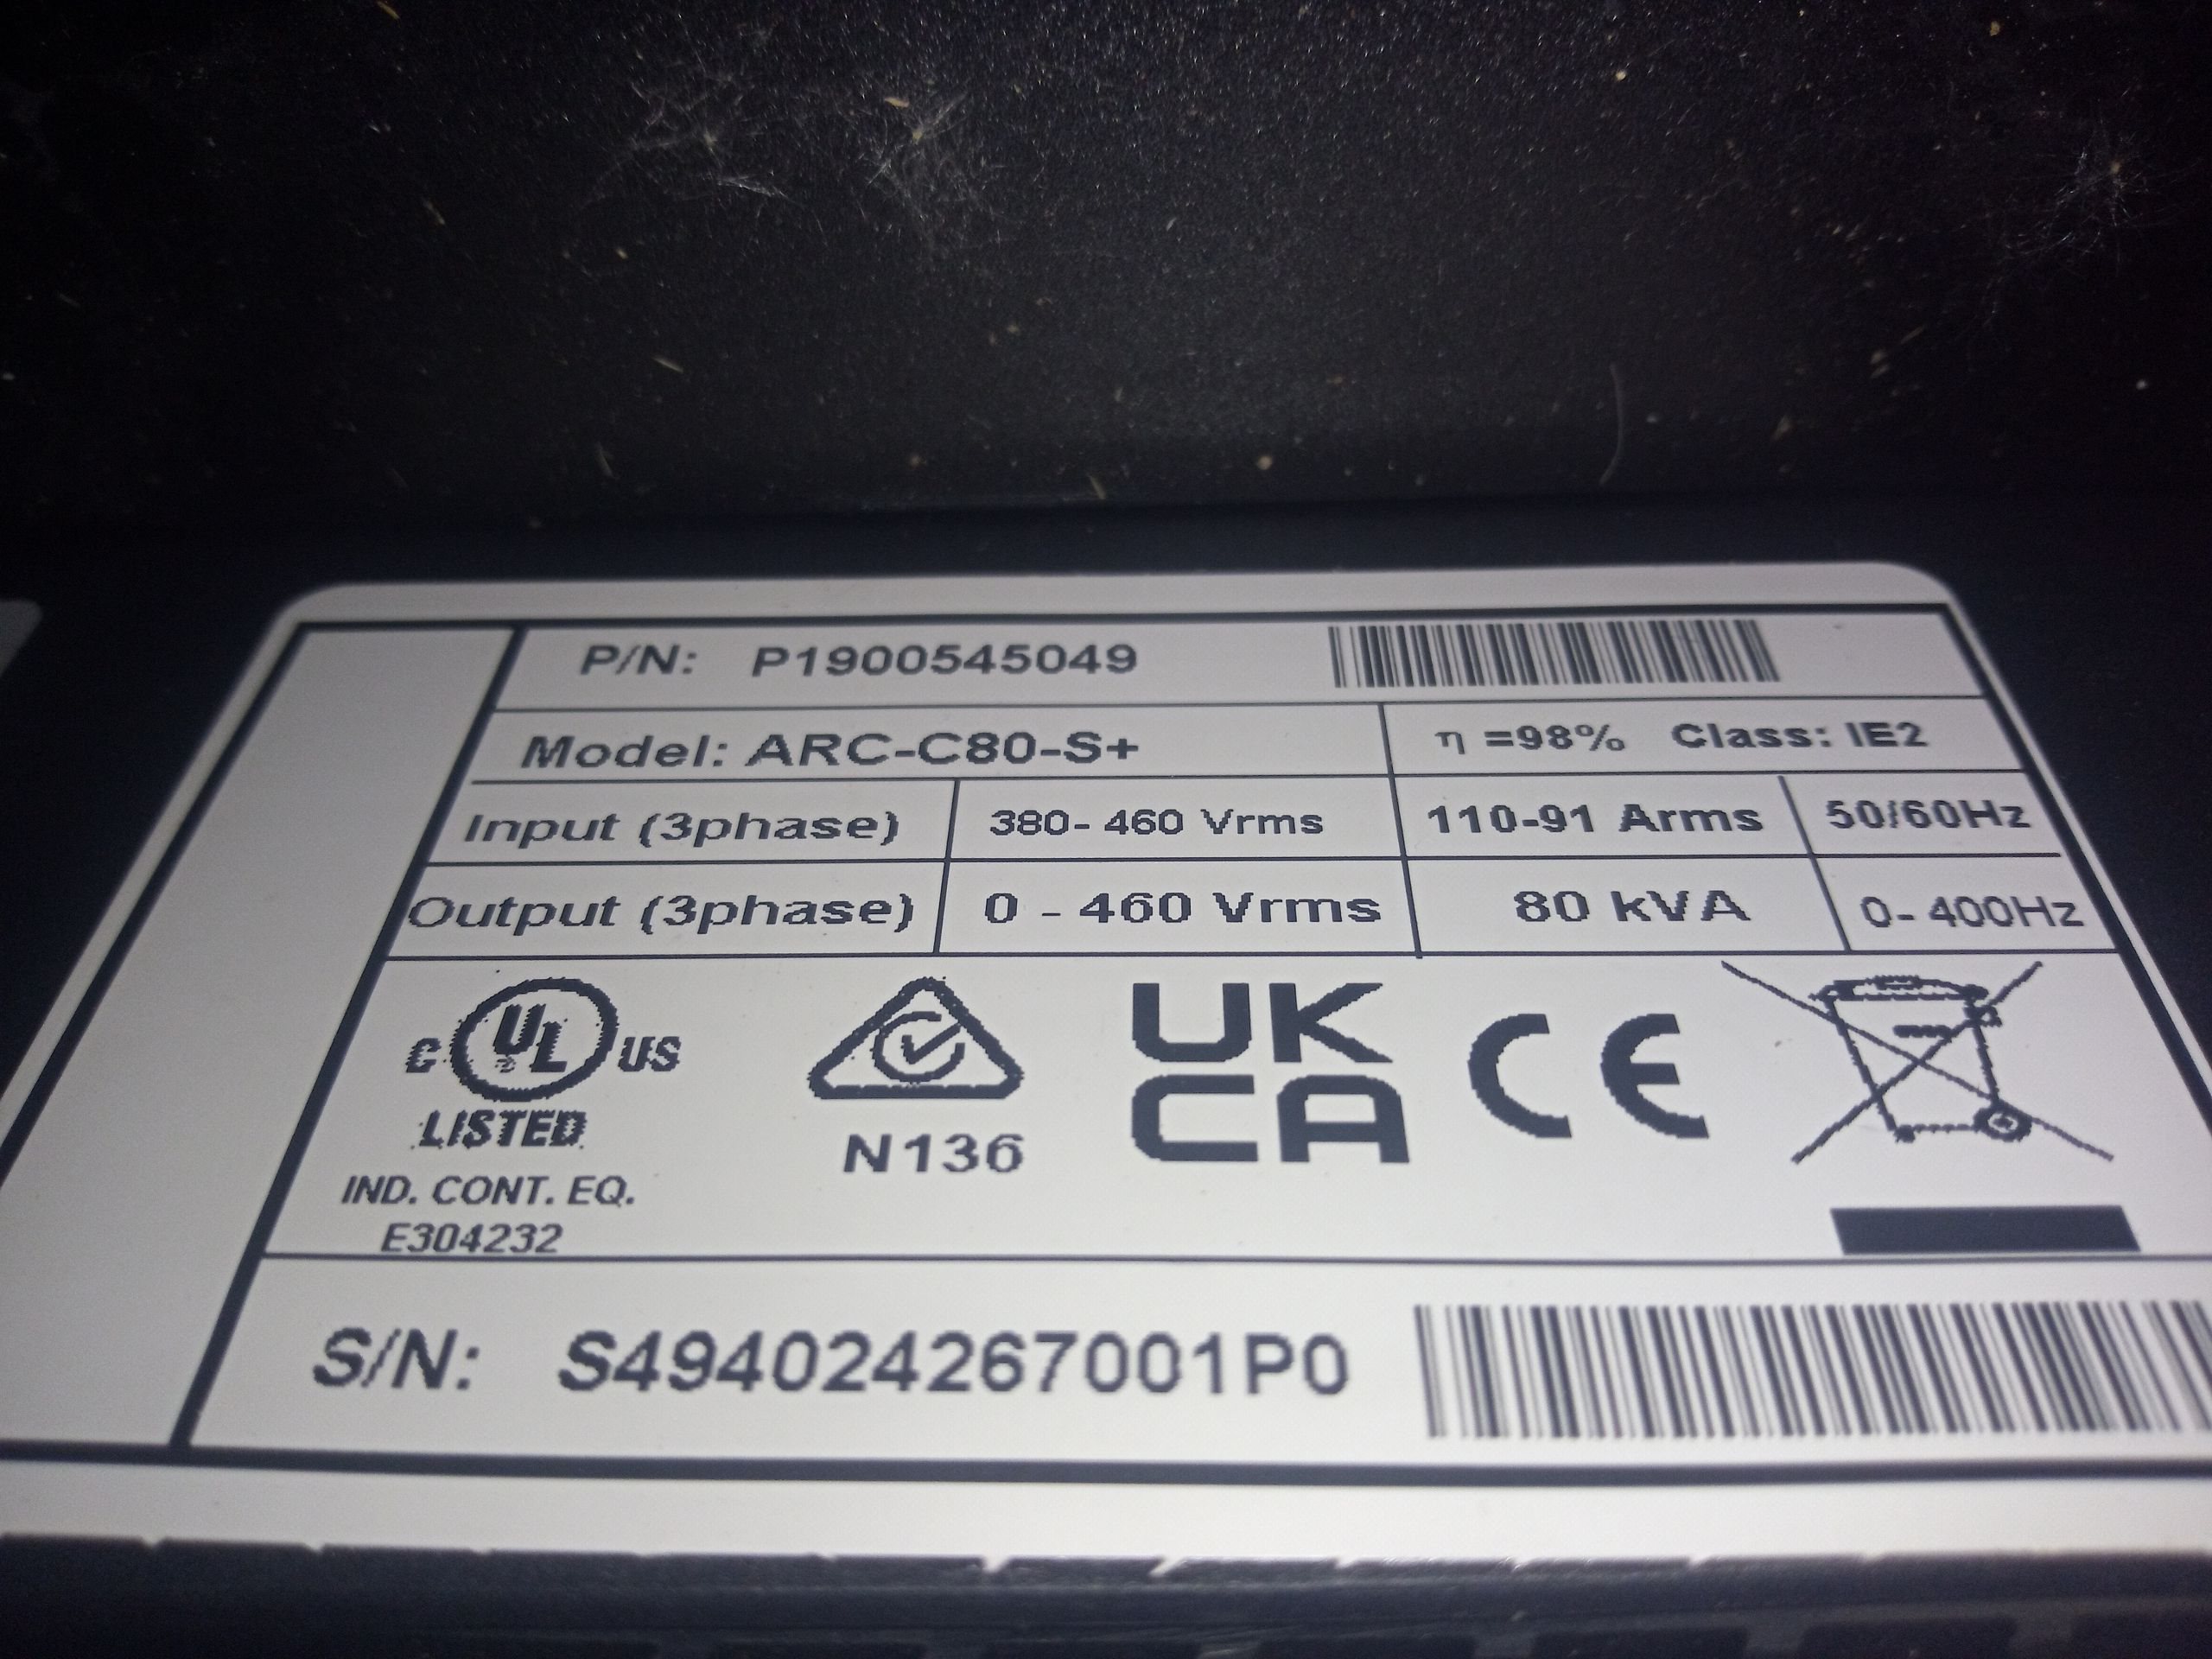 P/N: P1900545049
Model: ARC-C80-S+ η =98% Class: IE2
Input (3phase) 380- 460 Vrms 110-91 Arms 50/60Hz
Output (3phase) 0 - 460 Vrms 80 kVA 0- 400Hz
C UL US
LISTED
IND. CONT. EQ.
E304232
N136
UK
CA
CE
S/N: S494024267001P0